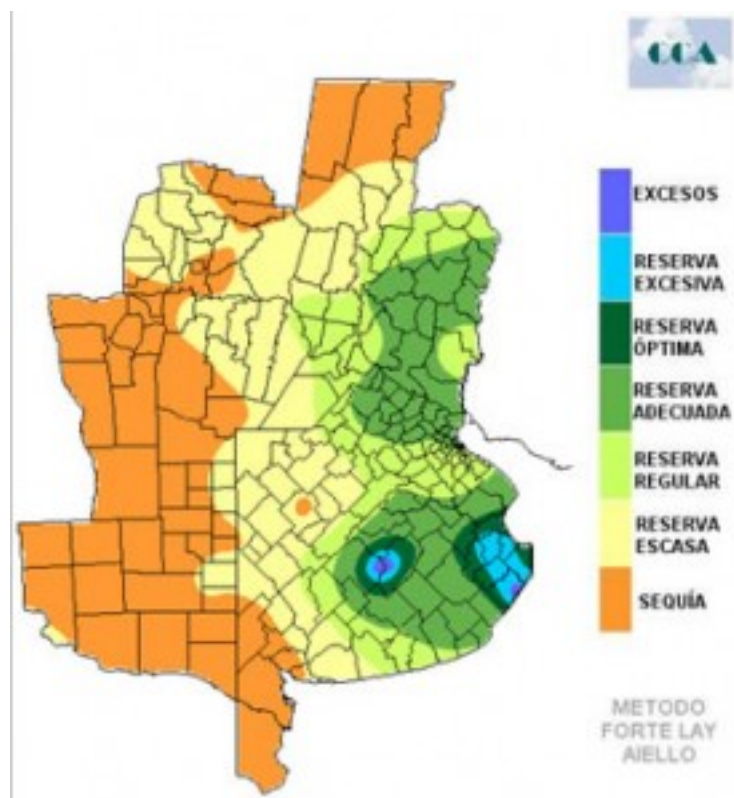 CCA
EXCESOS
RESERVA
EXCESIVA
RESERVA
ÓPTIMA
RESERVA
ADECUADA
RESERVA
REGULAR
RESERVA
ESCASA
SEQUÍA
METODO
FORTE LAY
AIELLO